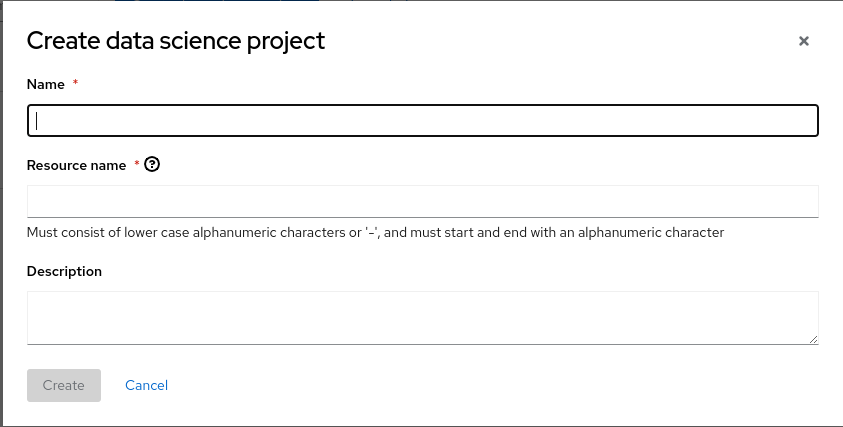 Create data science project
Name *
Resource name *
Must consist of lower case alphanumeric characters or '-', and must start and end with an alphanumeric character
Description
Create Cancel